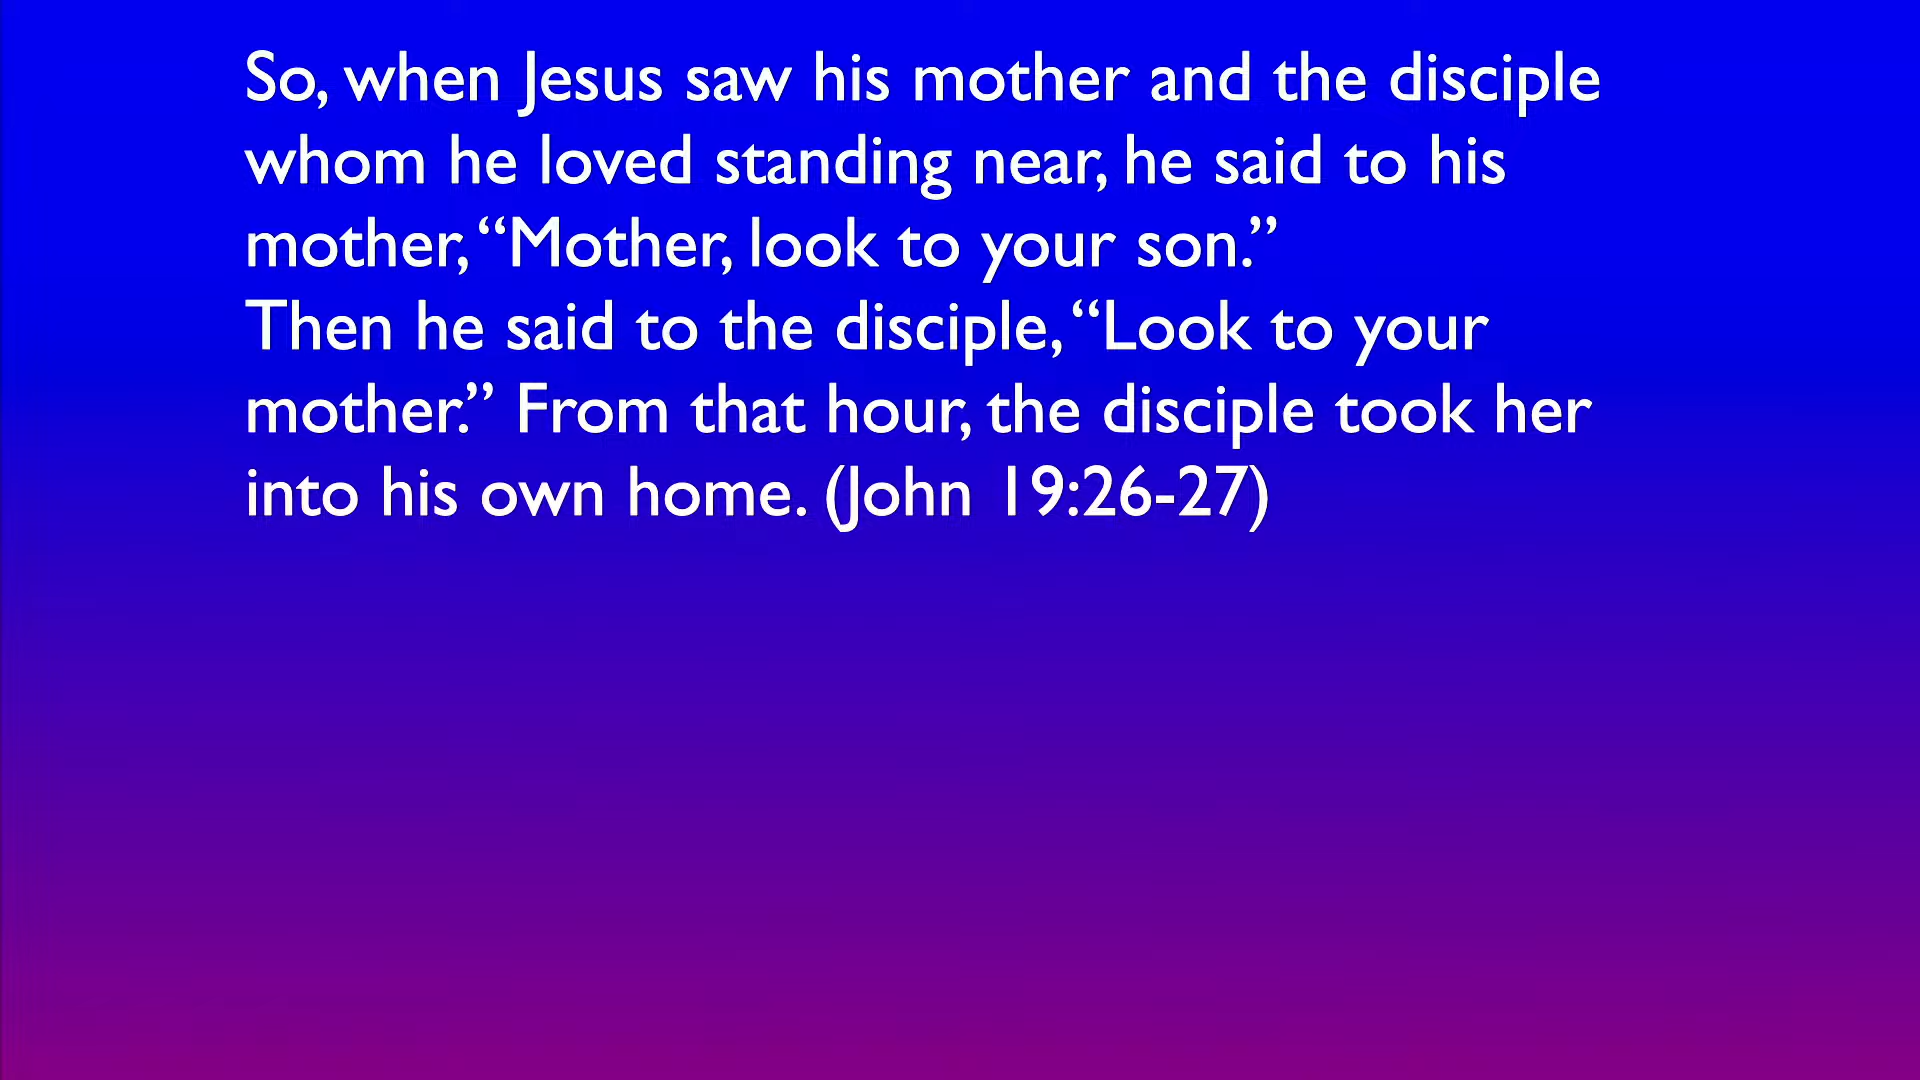 So, when Jesus saw his mother and the disciple
whom he loved standing near, he said to his
mother, “Mother, look to your son.”
Then he said to the disciple, “Look to your
mother.” From that hour, the disciple took her
into his own home. (John 19:26-27)